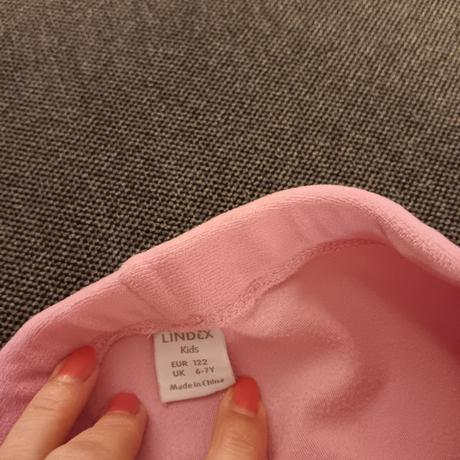 LINDEX
Kids
EUR 122
UK 6-7Y
Made in China